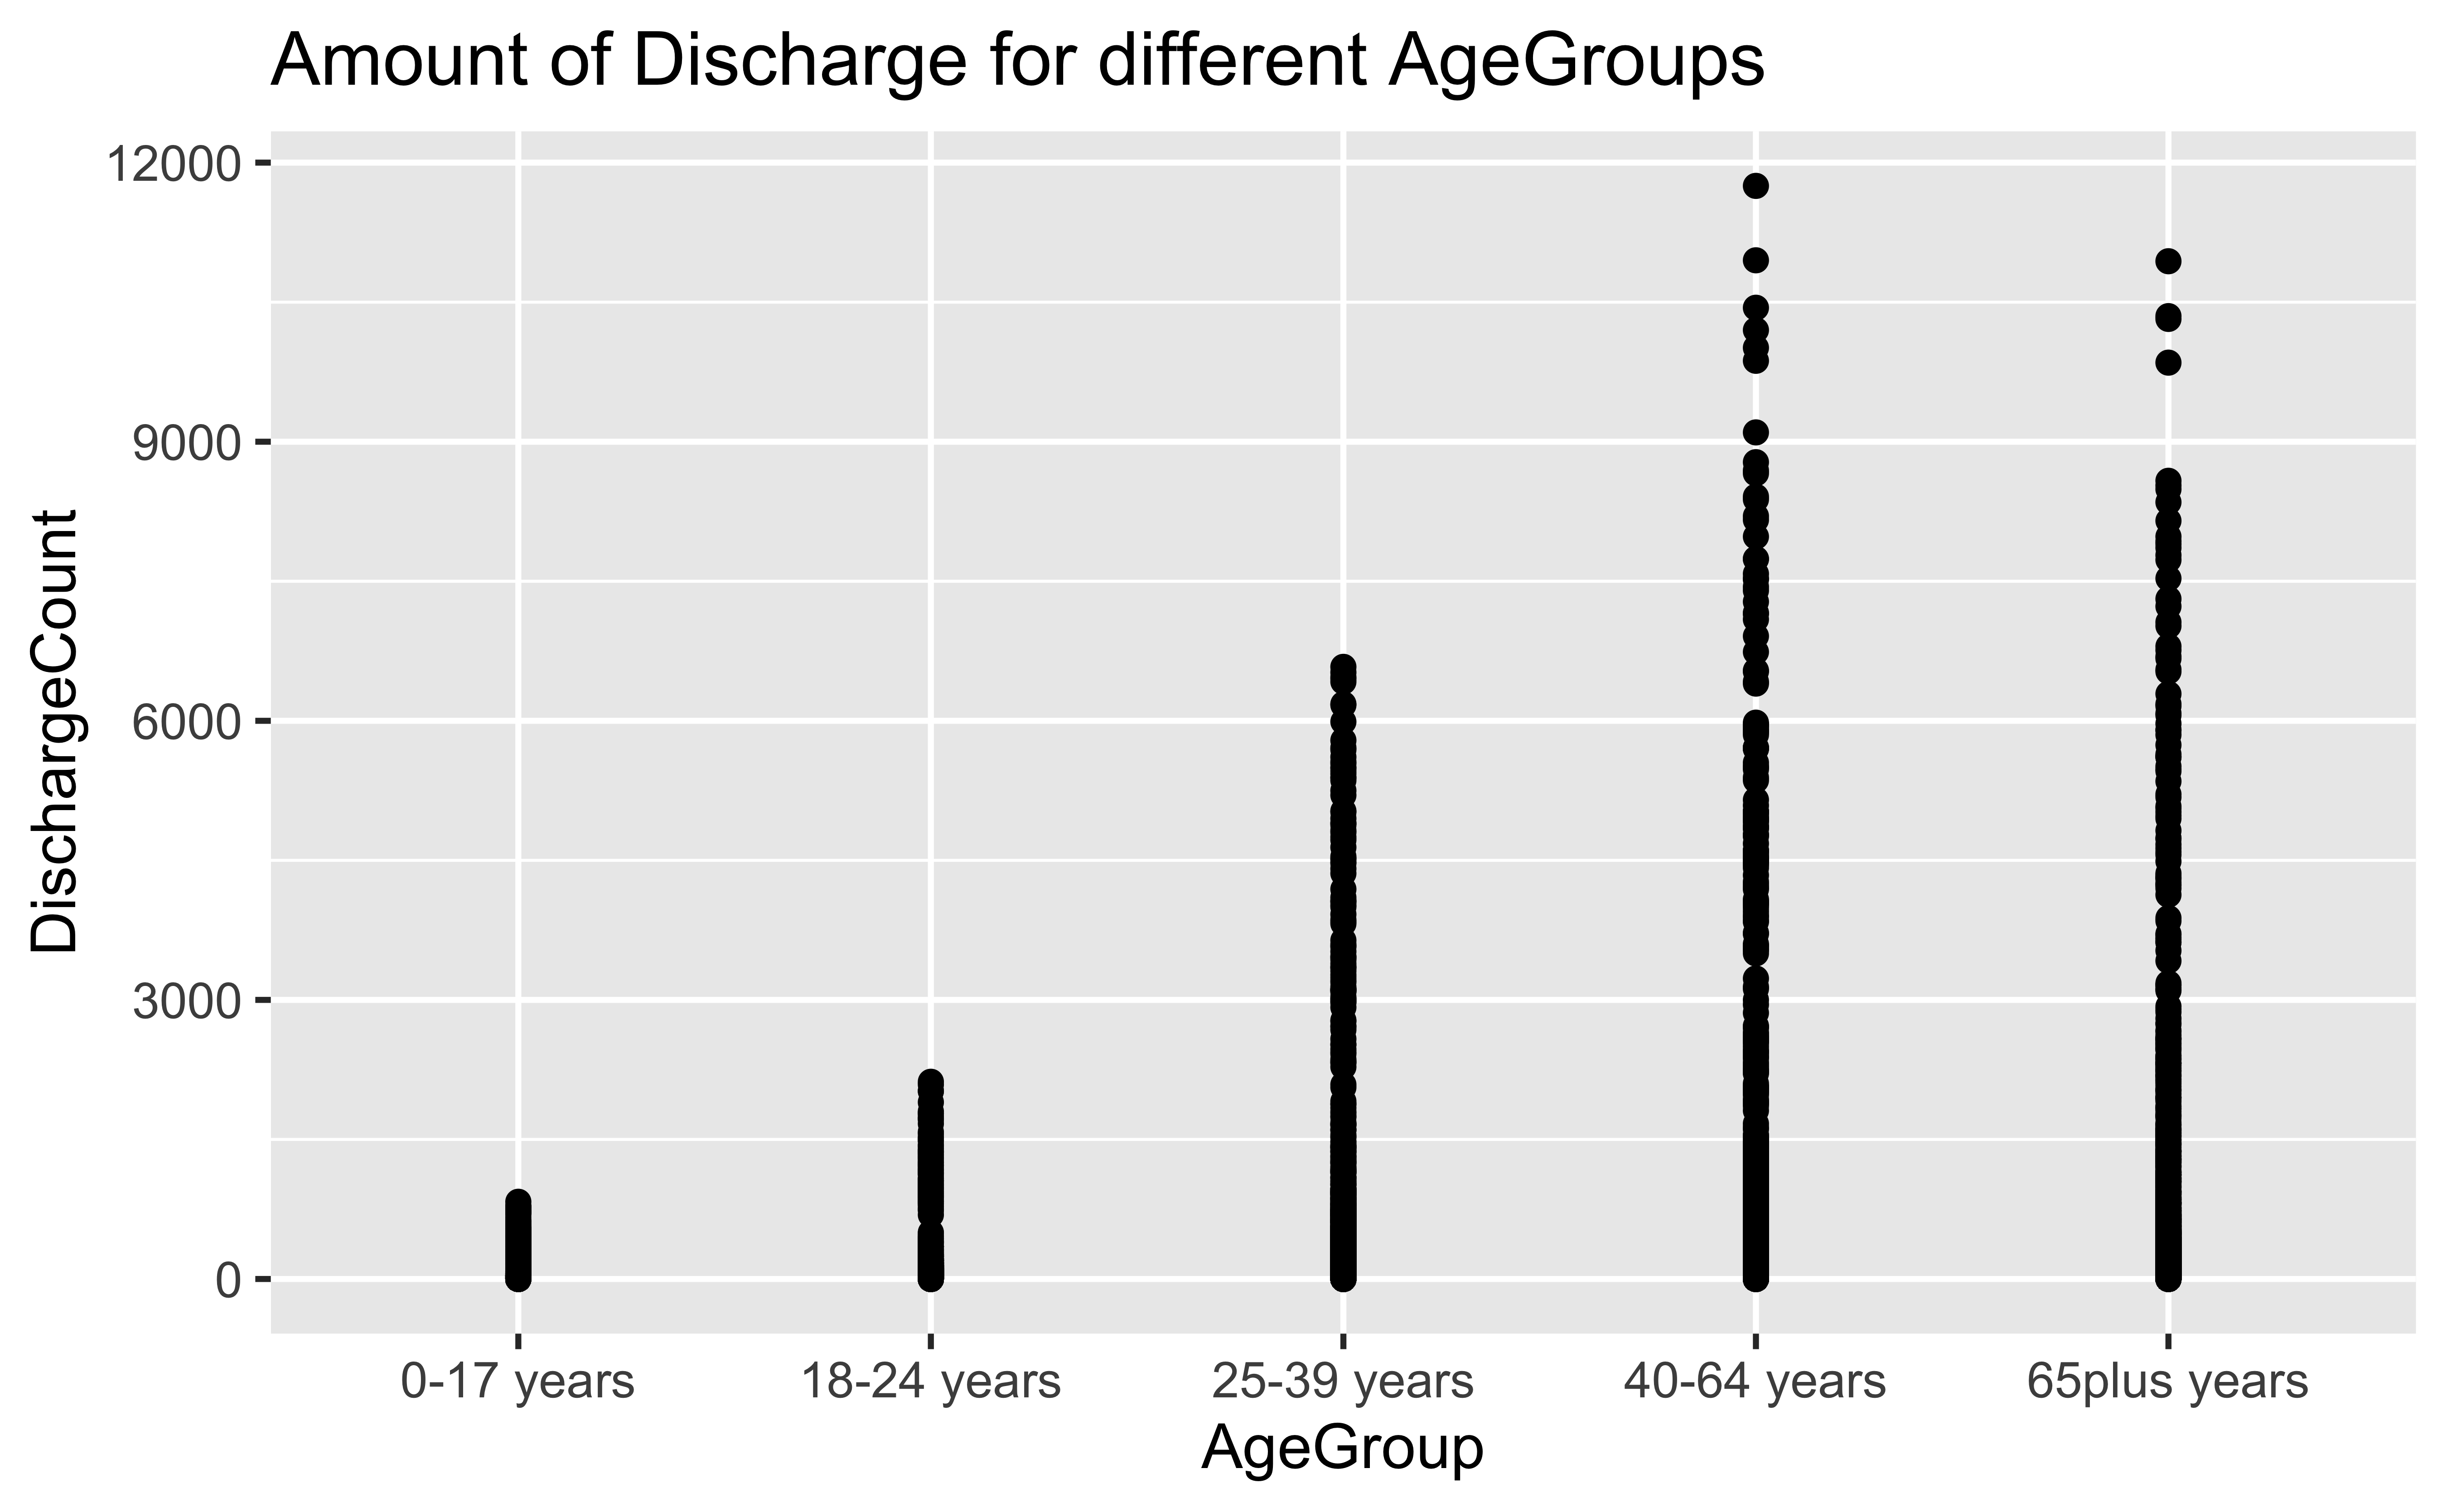 Amount of Discharge for different AgeGroups
12000
9000
6000
3000
0
DischargeCount
0-17 years
18-24 years
25-39 years
40-64 years
65plus years
AgeGroup